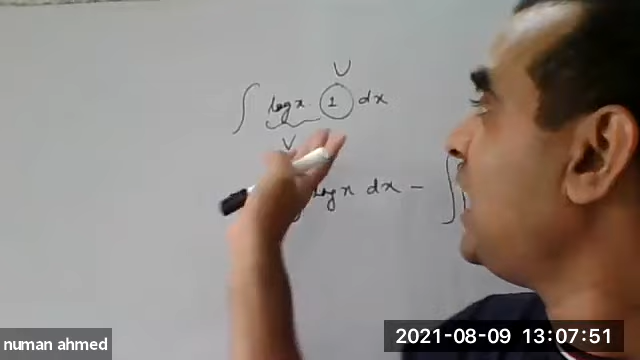 U
∫ log x 1 dx
V
log x dx - ∫
numan ahmed
2021-08-09 13:07:51